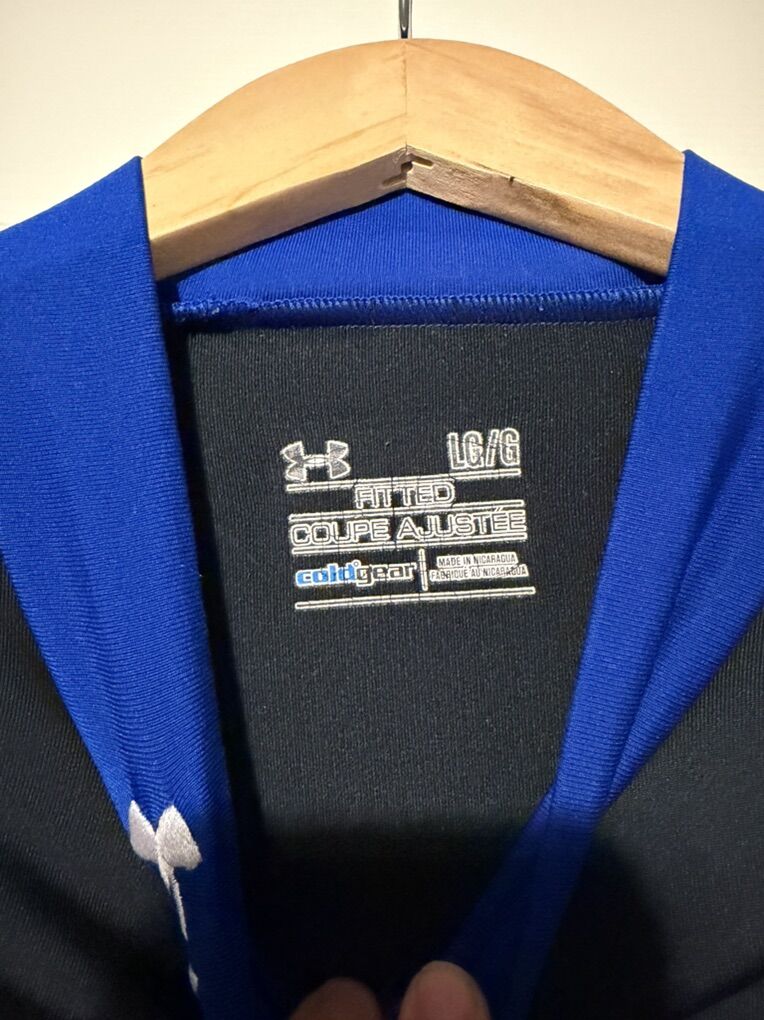 LG/G
FITTED
COUPE AJUSTÉE
coldgear
MADE IN NICARAGUA
FABRIQUÉ AU NICARAGUA